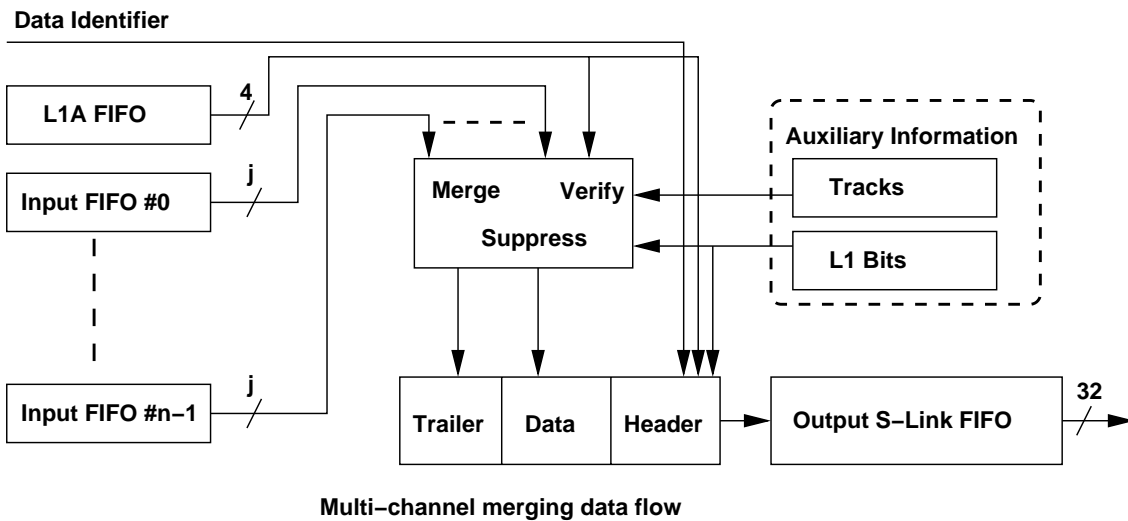 Data Identifier
L1A FIFO
4
Input FIFO #0
j
Input FIFO #n−1
j
Merge Verify
Suppress
Auxiliary Information
Tracks
L1 Bits
Trailer
Data
Header
Output S−Link FIFO
32
Multi−channel merging data flow